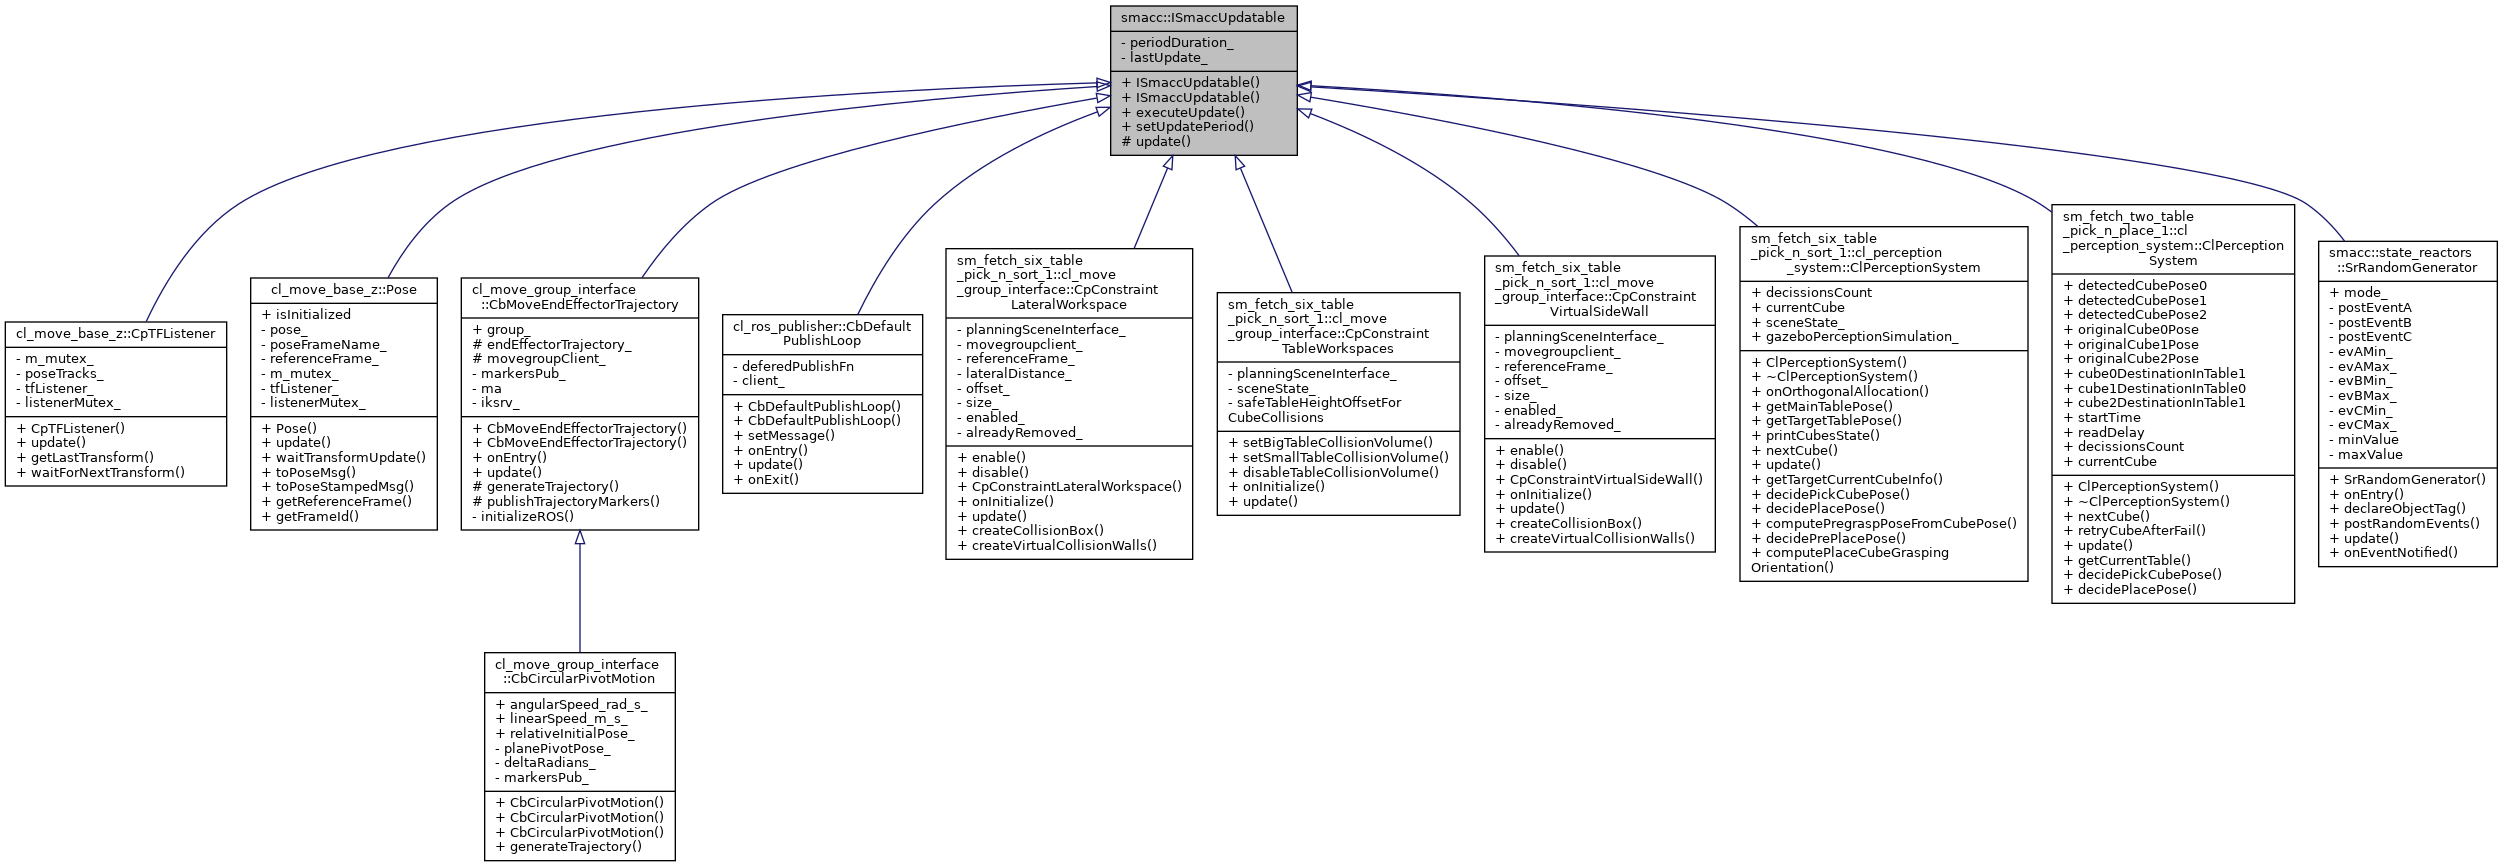 smacc::ISmaccUpdatable
- periodDuration_
- lastUpdate_
+ ISmaccUpdatable()
+ ISmaccUpdatable()
+ executeUpdate()
+ setUpdatePeriod()
# update()
cl_move_base_z::CpTFListener
- m_mutex_
- poseTracks_
- tfListener_
- listenerMutex_
+ CpTFListener()
+ update()
+ getLastTransform()
+ waitForNextTransform()
cl_move_base_z::Pose
+ isInitialized
- pose_
- poseFrameName_
- referenceFrame_
- m_mutex_
- tfListener_
- listenerMutex_
+ Pose()
+ update()
+ waitTransformUpdate()
+ toPoseMsg()
+ toPoseStampedMsg()
+ getReferenceFrame()
+ getFrameId()
cl_move_group_interface
::CbMoveEndEffectorTrajectory
+ group_
# endEffectorTrajectory_
# movegroupClient_
- markersPub_
- ma
- iksrv_
+ CbMoveEndEffectorTrajectory()
+ CbMoveEndEffectorTrajectory()
+ onEntry()
+ update()
# generateTrajectory()
# publishTrajectoryMarkers()
- initializeROS()
cl_ros_publisher::CbDefault
PublishLoop
- deferedPublishFn
- client_
+ CbDefaultPublishLoop()
+ CbDefaultPublishLoop()
+ setMessage()
+ onEntry()
+ update()
+ onExit()
sm_fetch_six_table
_pick_n_sort_1::cl_move
_group_interface::CpConstraint
LateralWorkspace
- planningSceneInterface_
- movegroupclient_
- referenceFrame_
- lateralDistance_
- offset_
- size_
- enabled_
- alreadyRemoved_
+ enable()
+ disable()
+ CpConstraintLateralWorkspace()
+ onInitialize()
+ update()
+ createCollisionBox()
+ createVirtualCollisionWalls()
sm_fetch_six_table
_pick_n_sort_1::cl_move
_group_interface::CpConstraint
TableWorkspaces
- planningSceneInterface_
- sceneState_
- safeTableHeightOffsetFor
CubeCollisions
+ setBigTableCollisionVolume()
+ setSmallTableCollisionVolume()
+ disableTableCollisionVolume()
+ onInitialize()
+ update()
sm_fetch_six_table
_pick_n_sort_1::cl_move
_group_interface::CpConstraint
VirtualSideWall
- planningSceneInterface_
- movegroupclient_
- referenceFrame_
- offset_
- size_
- enabled_
- alreadyRemoved_
+ enable()
+ disable()
+ CpConstraintVirtualSideWall()
+ onInitialize()
+ update()
+ createCollisionBox()
+ createVirtualCollisionWalls()
sm_fetch_six_table
_pick_n_sort_1::cl_perception
_system::ClPerceptionSystem
+ decissionsCount
+ currentCube
+ sceneState_
+ gazeboPerceptionSimulation_
+ ClPerceptionSystem()
+ ~ClPerceptionSystem()
+ onOrthogonalAllocation()
+ getMainTablePose()
+ getTargetTablePose()
+ printCubesState()
+ nextCube()
+ update()
+ getTargetCurrentCubeInfo()
+ decidePickCubePose()
+ decidePlacePose()
+ computePregraspPoseFromCubePose()
+ decidePrePlacePose()
+ computePlaceCubeGrasping
Orientation()
sm_fetch_two_table
_pick_n_place_1::cl
_perception_system::ClPerception
System
+ detectedCubePose0
+ detectedCubePose1
+ detectedCubePose2
+ originalCube0Pose
+ originalCube1Pose
+ originalCube2Pose
+ cube0DestinationInTable1
+ cube1DestinationInTable0
+ cube2DestinationInTable1
+ startTime
+ readDelay
+ decissionsCount
+ currentCube
+ ClPerceptionSystem()
+ ~ClPerceptionSystem()
+ nextCube()
+ retryCubeAfterFail()
+ update()
+ getCurrentTable()
+ decidePickCubePose()
+ decidePlacePose()
smacc::state_reactors
::SrRandomGenerator
+ mode_
- postEventA
- postEventB
- postEventC
- evAMin_
- evAMax_
- evBMin_
- evBMax_
- evCMin_
- evCMax_
- minValue
- maxValue
+ SrRandomGenerator()
+ onEntry()
+ declareObjectTag()
+ postRandomEvents()
+ update()
+ onEventNotified()
cl_move_group_interface
::CbCircularPivotMotion
+ angularSpeed_rad_s_
+ linearSpeed_m_s_
+ relativeInitialPose_
- planePivotPose_
- deltaRadians_
- markersPub_
+ CbCircularPivotMotion()
+ CbCircularPivotMotion()
+ CbCircularPivotMotion()
+ generateTrajectory()